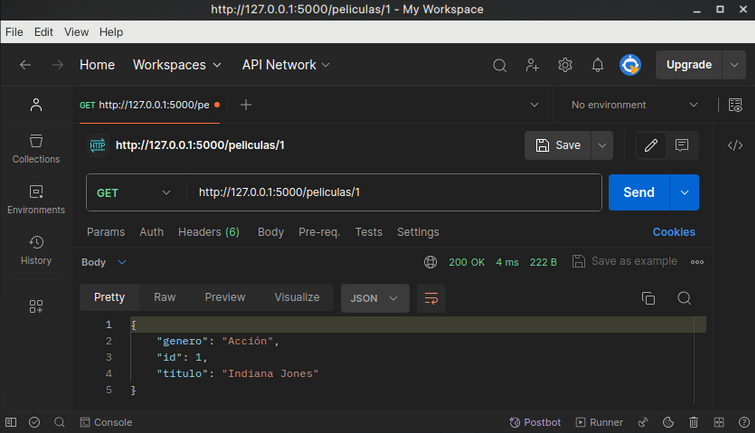 http://127.0.0.1:5000/peliculas/1 - My Workspace
File Edit View Help
Home Workspaces API Network Upgrade
GET http://127.0.0.1:5000/pe No environment
HTTP http://127.0.0.1:5000/peliculas/1 Save
Collections
GET http://127.0.0.1:5000/peliculas/1 Send
Environments
Params Auth Headers (6) Body Pre-req. Tests Settings Cookies
History
Body 200 OK 4 ms 222 B Save as example
Pretty Raw Preview Visualize JSON
1 {
2 "genero": "Acción",
3 "id": 1,
4 "titulo": "Indiana Jones"
5 }
Console Postbot Runner